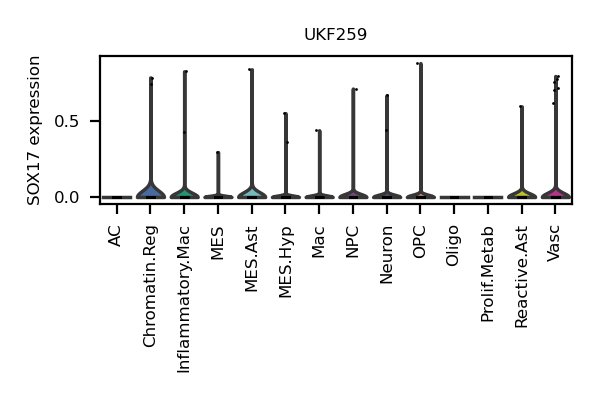 UKF259
SOX17 expression
0.5
0.0
AC
Chromatin.Reg
Inflammatory.Mac
MES
MES.Ast
MES.Hyp
Mac
NPC
Neuron
OPC
Oligo
Prolif.Metab
Reactive.Ast
Vasc